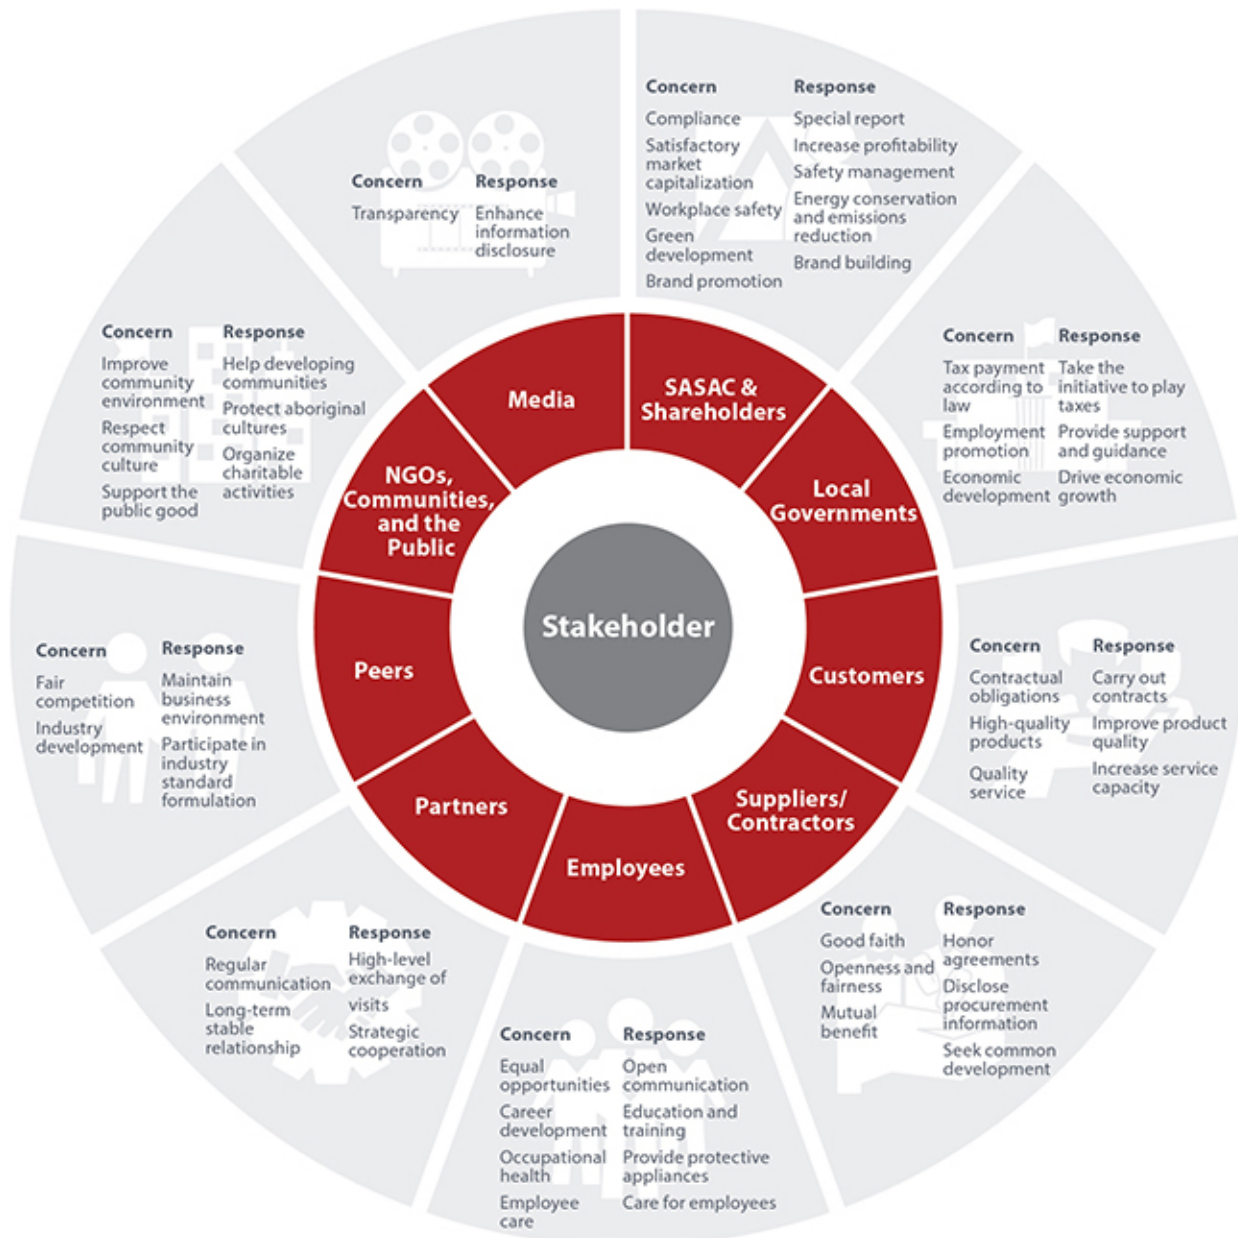 Concern
Compliance
Satisfactory
market
capitalization
Workplace safety
Green
development
Brand promotion
Response
Special report
Increase profitability
Safety management
Energy conservation
and emissions
reduction
Brand building
Concern
Transparency
Response
Enhance
information
disclosure
Concern
Improve
community
environment
Respect
community
culture
Support the
public good
Response
Help developing
communities
Protect aboriginal
cultures
Organize
charitable
activities
Concern
Tax payment
according to
law
Employment
promotion
Economic
development
Response
Take the
initiative to play
taxes
Provide support
and guidance
Drive economic
growth
Media
SASAC &
Shareholders
NGOs,
Communities,
and the
Public
Local
Governments
Stakeholder
Peers
Customers
Partners
Suppliers/
Contractors
Employees
Concern
Fair
competition
Industry
development
Response
Maintain
business
environment
Participate in
industry
standard
formulation
Concern
Contractual
obligations
High-quality
products
Quality
service
Response
Carry out
contracts
Improve product
quality
Increase service
capacity
Concern
Regular
communication
Long-term
stable
relationship
Response
High-level
exchange of
visits
Strategic
cooperation
Concern
Good faith
Openness and
fairness
Mutual
benefit
Response
Honor
agreements
Disclose
procurement
information
Seek common
development
Concern
Equal
opportunities
Career
development
Occupational
health
Employee
care
Response
Open
communication
Education and
training
Provide protective
appliances
Care for employees